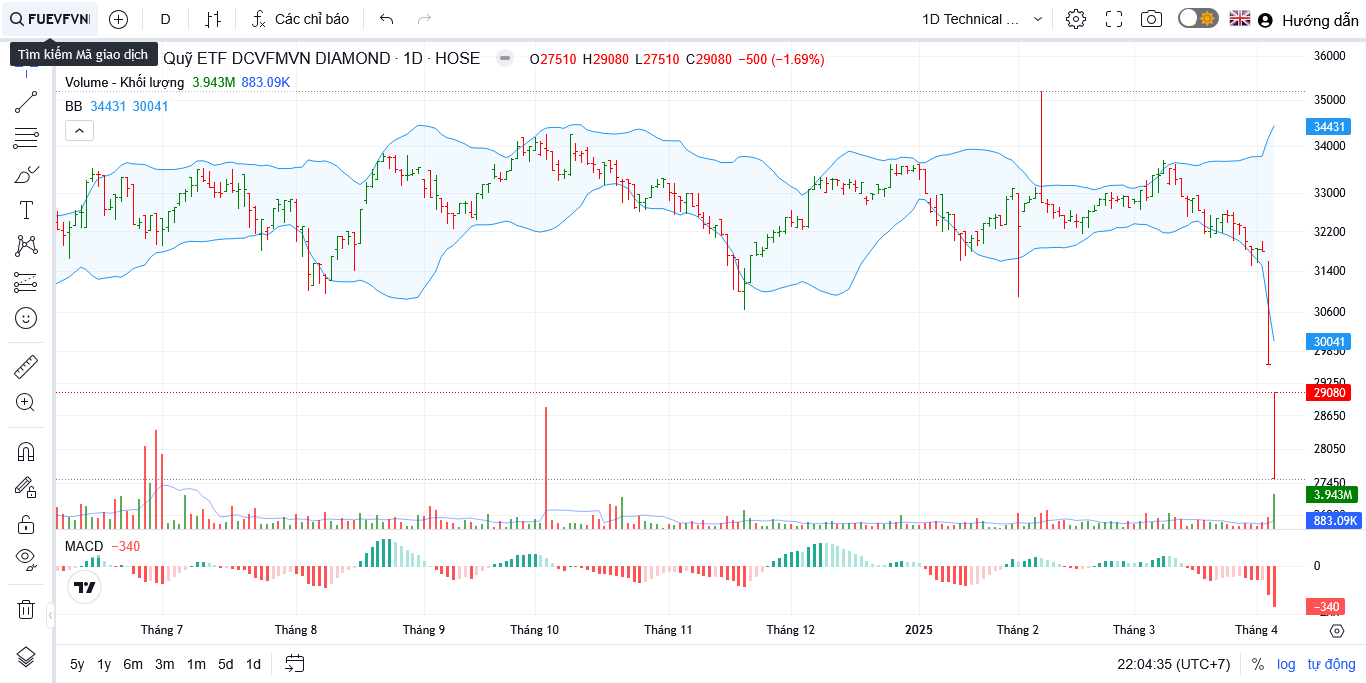 FUEVFVN
D
Các chỉ báo
1D Technical ...
Hướng dẫn
Tìm kiếm Mã giao dịch
Quỹ ETF DCVFMVN DIAMOND · 1D · HOSE
O27510 H29080 L27510 C29080 −500 (−1.69%)
Volume - Khối lượng 3.943M 883.09K
BB 34431 30041
36000
35000
34431
34000
33000
32200
31400
30600
30041
29850
29250
29080
28650
28050
27450
3.943M
883.09K
MACD −340
0
−340
Tháng 7
Tháng 8
Tháng 9
Tháng 10
Tháng 11
Tháng 12
2025
Tháng 2
Tháng 3
Tháng 4
5y 1y 6m 3m 1m 5d 1d
22:04:35 (UTC+7)
%
log
tự động